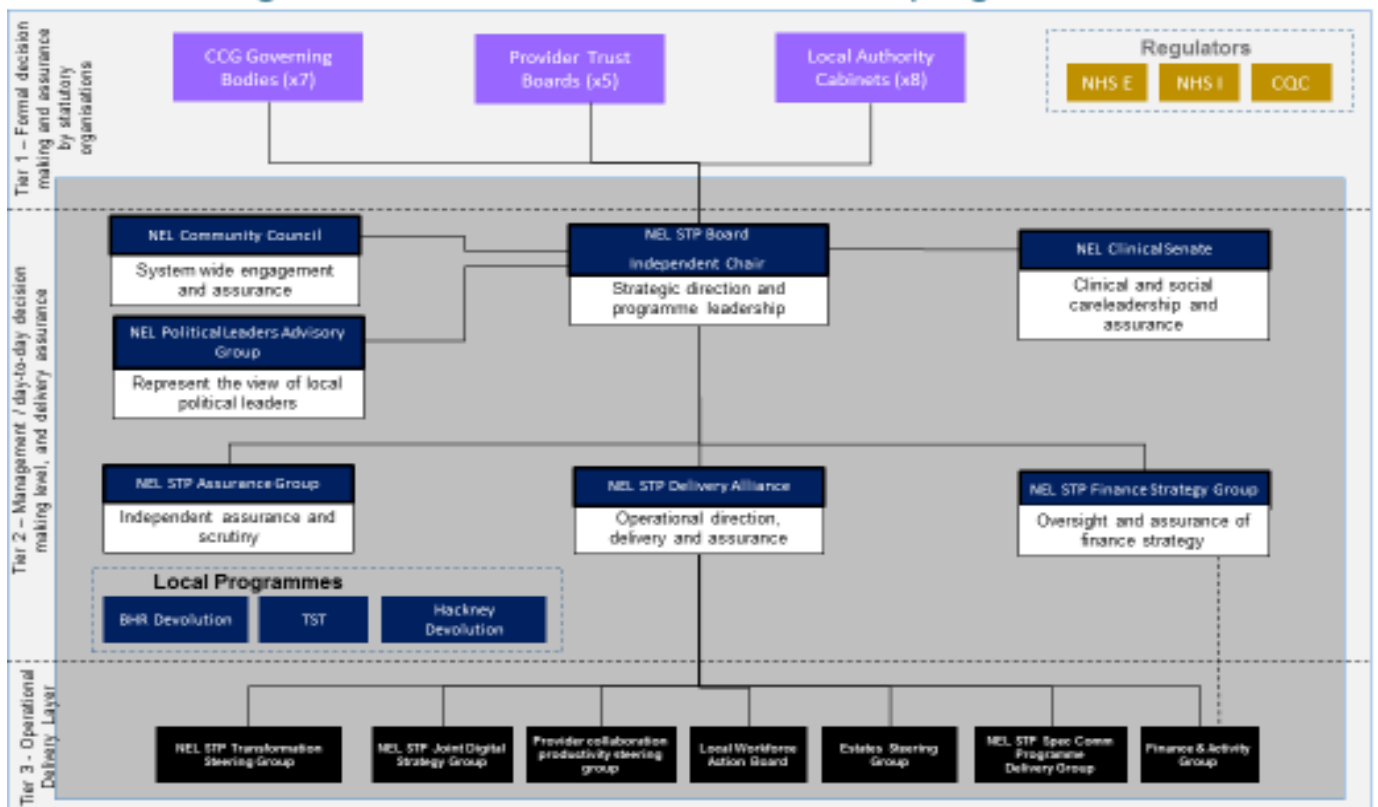 Tier 1 – Formal decision
making and assurance
by statutory
organisations
CCG Governing
Bodies (x7)
Provider Trust
Boards (x5)
Local Authority
Cabinets (x8)
Regulators
NHS E
NHS I
CQC
Tier 2 – Management / day-to-day decision
making level, and delivery assurance
NEL Community Council
System wide engagement
and assurance
NEL STP Board
Independent Chair
Strategic direction and
programme leadership
NEL Clinical Senate
Clinical and social
careleadership and
assurance
NEL Political Leaders Advisory
Group
Represent the view of local
political leaders
NEL STP Assurance Group
Independent assurance and
scrutiny
NEL STP Delivery Alliance
Operational direction,
delivery and assurance
NEL STP Finance Strategy Group
Oversight and assurance of
finance strategy
Local Programmes
BHR Devolution
TST
Hackney
Devolution
Tier 3 - Operational
Delivery Layer
NEL STP Transformation
Steering Group
NEL STP Joint Digital
Strategy Group
Provider collaboration
productivity steering
group
Local Workforce
Action Board
Estates Steering
Group
NEL STP Spec Comm
Programme
Delivery Group
Finance & Activity
Group